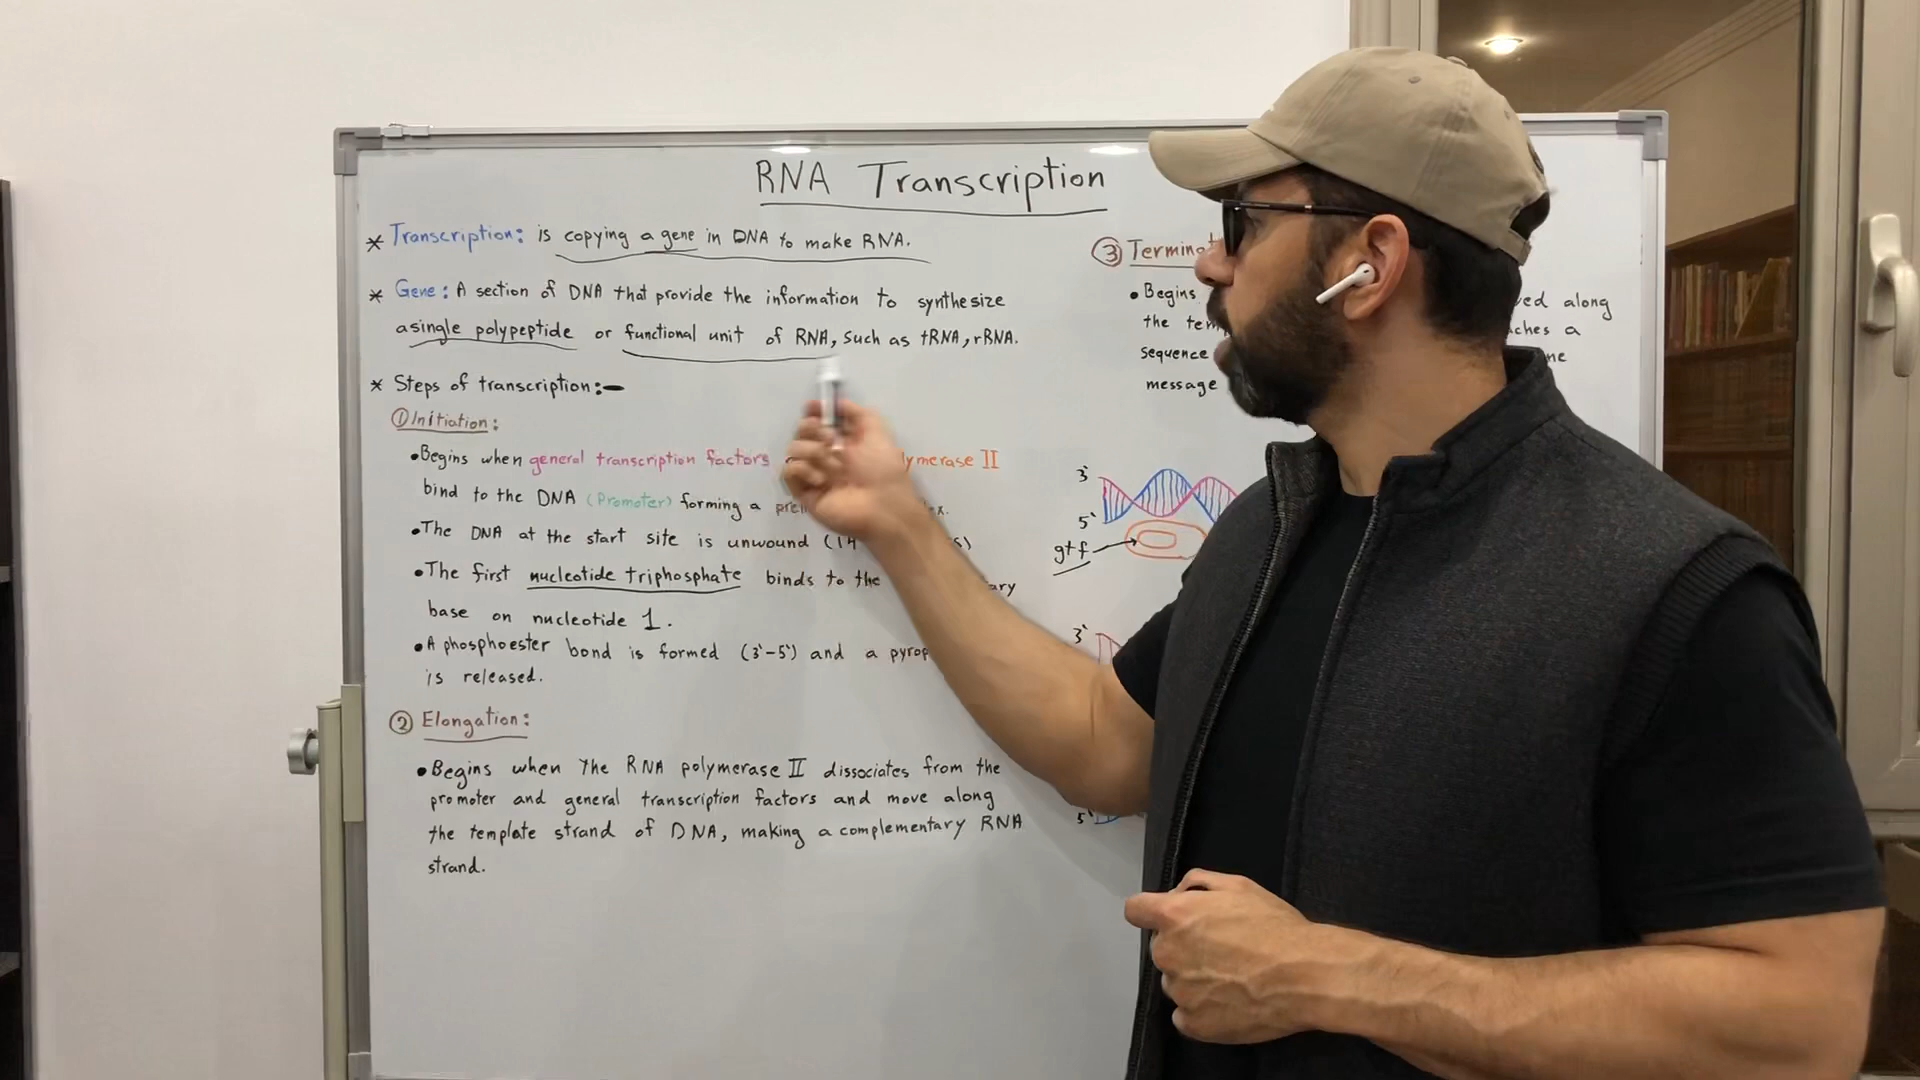 RNA Transcription
* Transcription: is copying a gene in DNA to make RNA.
* Gene: A section of DNA that provide the information to synthesize
a single polypeptide or functional unit of RNA, such as tRNA, rRNA.
* Steps of transcription:-
① Initiation:
• Begins when general transcription factors
bind to the DNA (Promoter) forming a
• The DNA at the start site is unwound
• The first nucleotide triphosphate binds to the
base on nucleotide 1.
• A phosphoester bond is formed (3`-5`) and a
is released.
② Elongation:
• Begins when the RNA polymerase II dissociates from the
promoter and general transcription factors and move along
the template strand of DNA, making a complementary RNA
strand.
③
• Begins along
the a
sequence
message
3`
5`
gtf
3`
5`